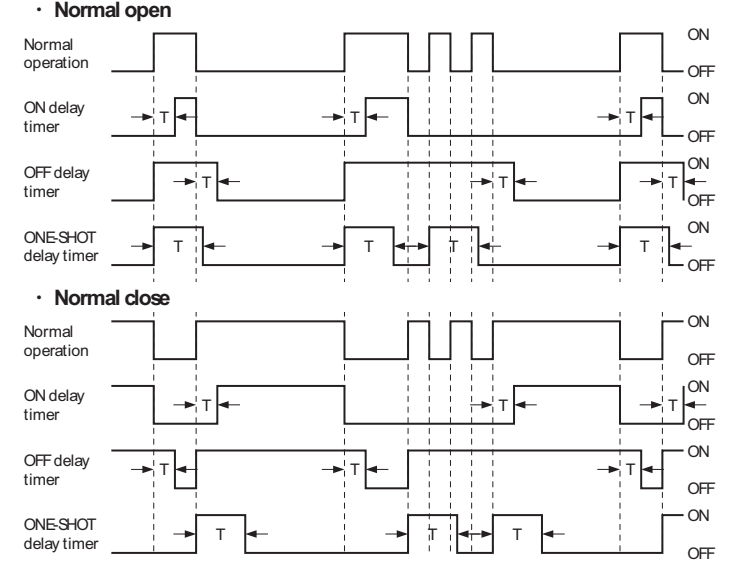 · Normal open
Normal
operation
ON
OFF
ON delay
timer
T T T
ON
OFF
OFF delay
timer
T T T
ON
OFF
ONE-SHOT
delay timer
T T T T
ON
OFF
· Normal close
Normal
operation
ON
OFF
ON delay
timer
T T T
ON
OFF
OFF delay
timer
T T T
ON
OFF
ONE-SHOT
delay timer
T T T
ON
OFF